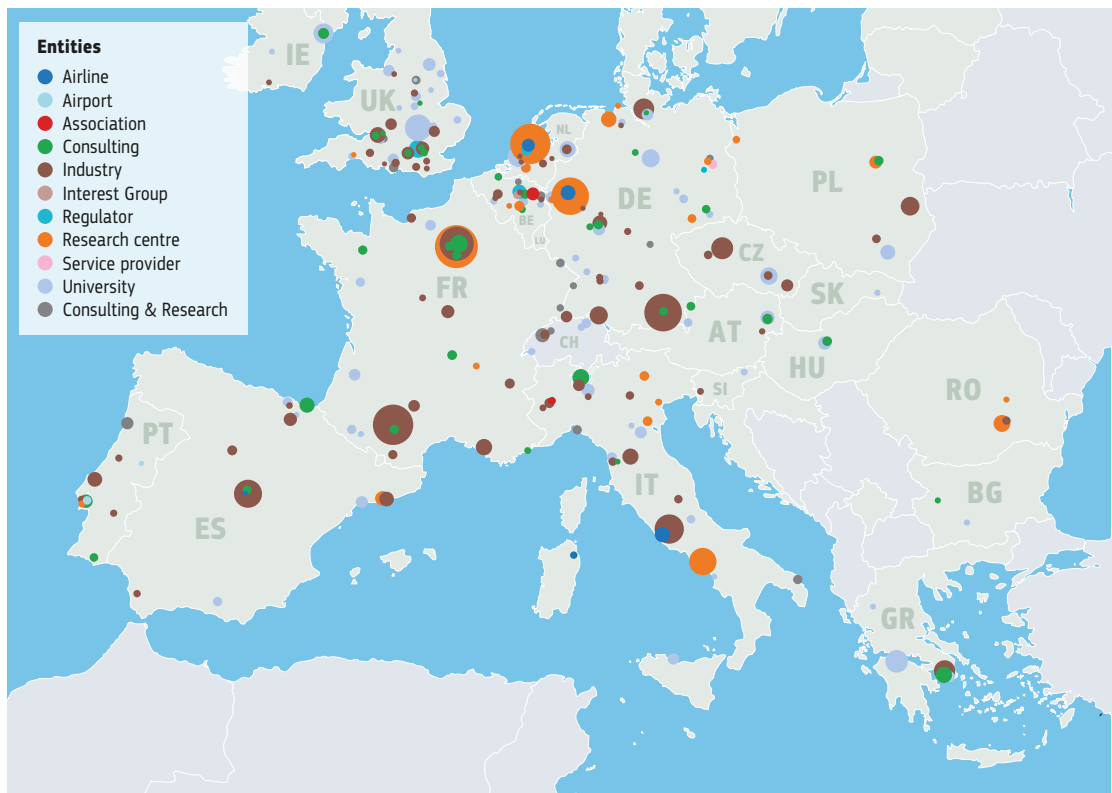 Entities
Airline
Airport
Association
Consulting
Industry
Interest Group
Regulator
Research centre
Service provider
University
Consulting & Research
IE
UK
NL
PL
DE
BE
LU
CZ
FR
SK
AT
CH
HU
SI
RO
PT
IT
BG
ES
GR